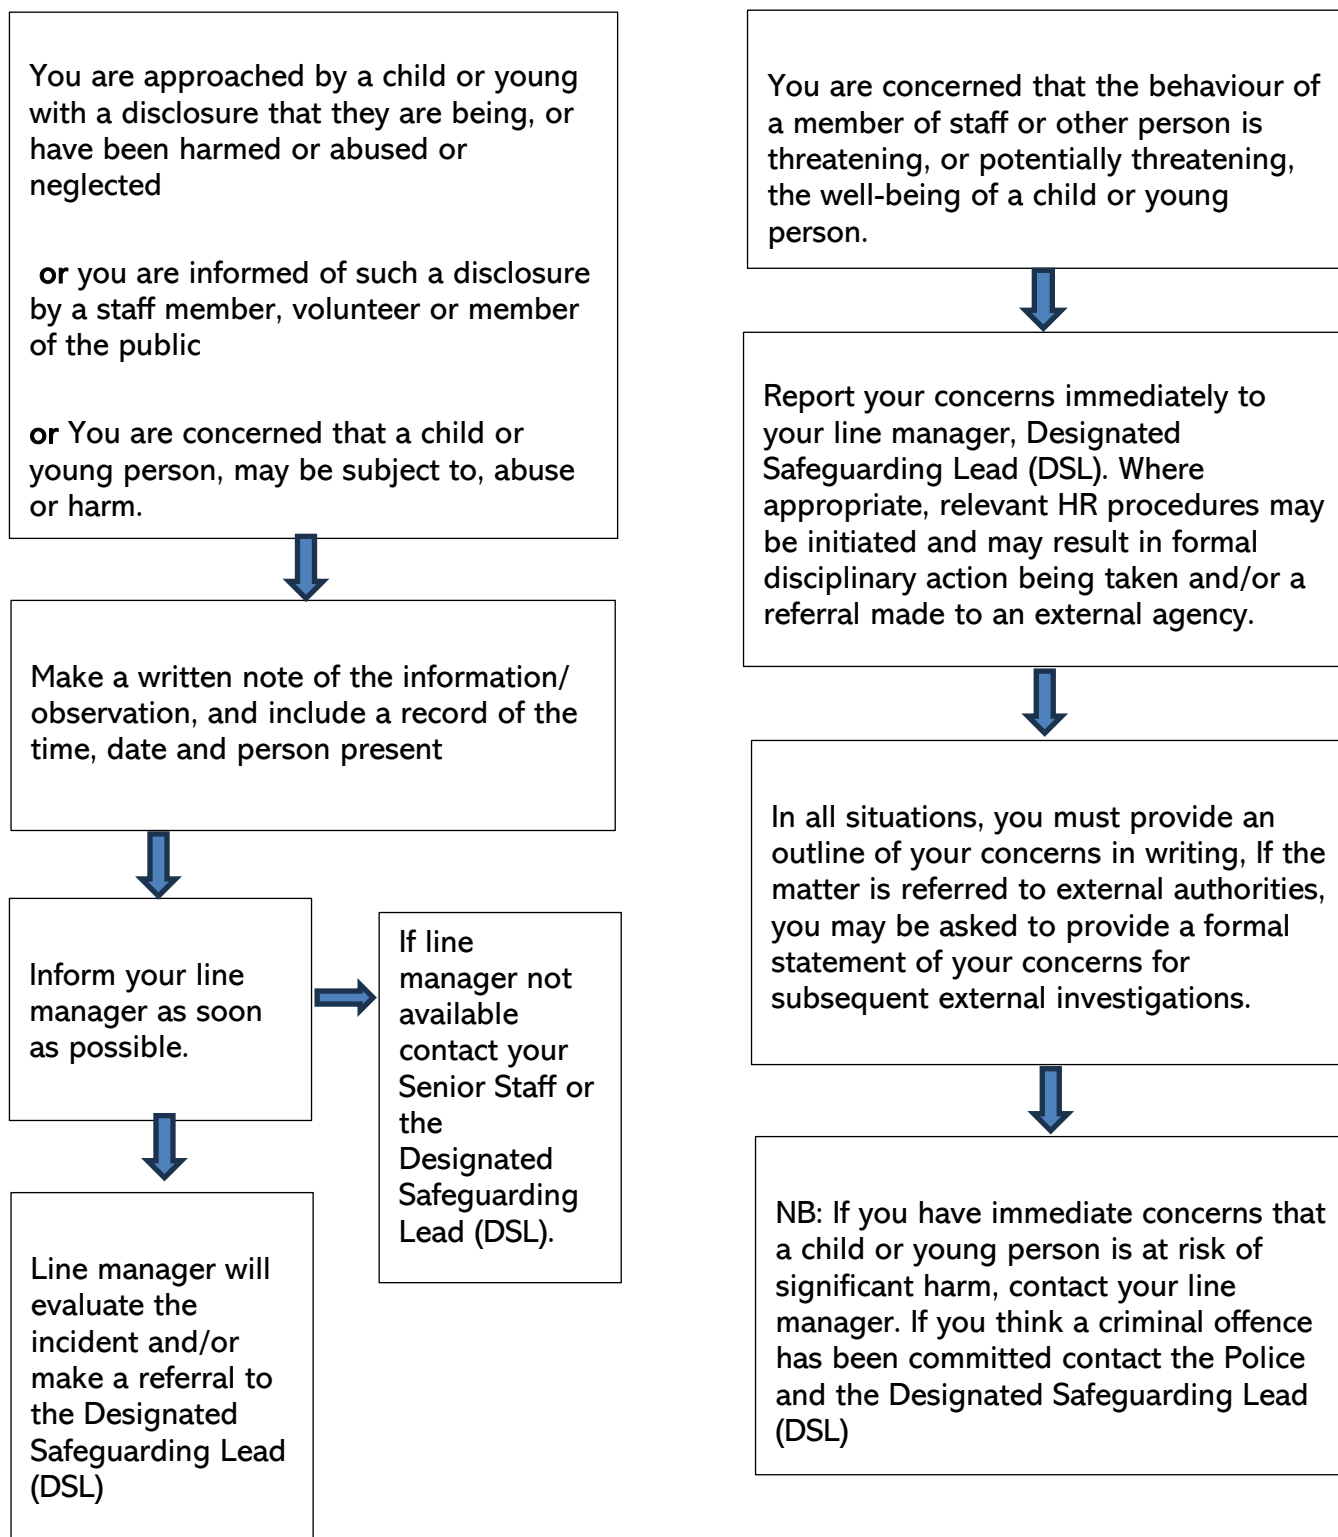 You are approached by a child or young
with a disclosure that they are being, or
have been harmed or abused or
neglected
or you are informed of such a disclosure
by a staff member, volunteer or member
of the public
or You are concerned that a child or
young person, may be subject to, abuse
or harm.
Make a written note of the information/
observation, and include a record of the
time, date and person present
Inform your line
manager as soon
as possible.
If line
manager not
available
contact your
Senior Staff or
the
Designated
Safeguarding
Lead (DSL).
Line manager will
evaluate the
incident and/or
make a referral to
the Designated
Safeguarding Lead
(DSL)
You are concerned that the behaviour of
a member of staff or other person is
threatening, or potentially threatening,
the well-being of a child or young
person.
Report your concerns immediately to
your line manager, Designated
Safeguarding Lead (DSL). Where
appropriate, relevant HR procedures may
be initiated and may result in formal
disciplinary action being taken and/or a
referral made to an external agency.
In all situations, you must provide an
outline of your concerns in writing, If the
matter is referred to external authorities,
you may be asked to provide a formal
statement of your concerns for
subsequent external investigations.
NB: If you have immediate concerns that
a child or young person is at risk of
significant harm, contact your line
manager. If you think a criminal offence
has been committed contact the Police
and the Designated Safeguarding Lead
(DSL)